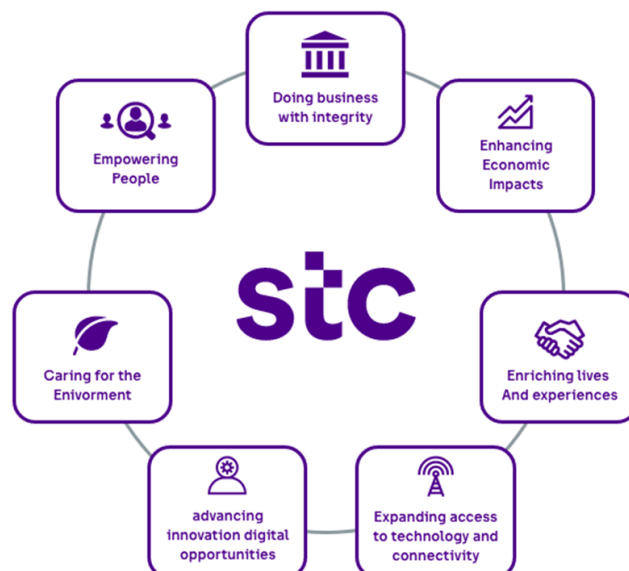 Doing business
with integrity
Enhancing
Economic
Impacts
Enriching lives
And experiences
Expanding access
to technology and
connectivity
advancing
innovation digital
opportunities
Caring for the
Enivorment
Empowering
People
stc